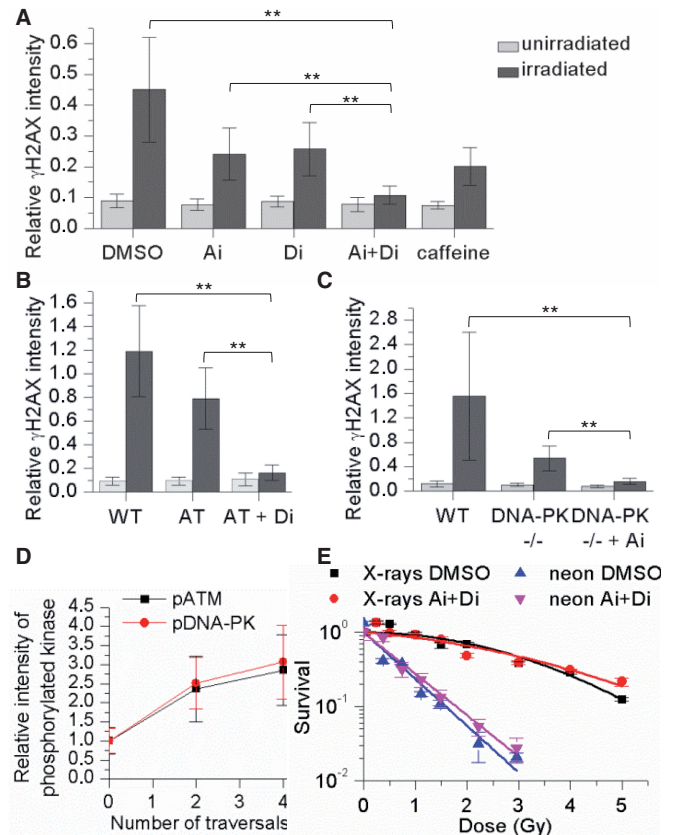 A
Relative γH2AX intensity
0.6
0.5
0.4
0.3
0.2
0.1
0.0
**
**
**
unirradiated
irradiated
DMSO Ai Di Ai+Di caffeine
B
Relative γH2AX intensity
1.6
1.4
1.2
1.0
0.8
0.6
0.4
0.2
0.0
**
**
WT AT AT + Di
C
Relative γH2AX intensity
2.8
2.4
2.0
1.6
1.2
0.8
0.4
0.0
**
**
WT DNA-PK DNA-PK
-/- -/- + Ai
D
Relative intensity of
phosphorylated kinase
4.5
4.0
3.5
3.0
2.5
2.0
1.5
1.0
0.5
0.0
pATM
pDNA-PK
0 1 2 3 4
Number of traversals
E
X-rays DMSO neon DMSO
X-rays Ai+Di neon Ai+Di
Survival
10⁰
10⁻¹
10⁻²
0 1 2 3 4 5
Dose (Gy)